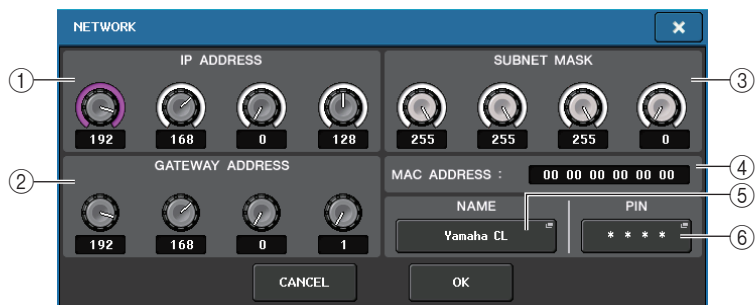 NETWORK
IP ADDRESS
SUBNET MASK
① ③
192 168 0 128 255 255 255 0
GATEWAY ADDRESS
MAC ADDRESS : 00 00 00 00 00 00 ④
② ⑤
NAME PIN
192 168 0 1
Yamaha CL * * * * ⑥
CANCEL OK